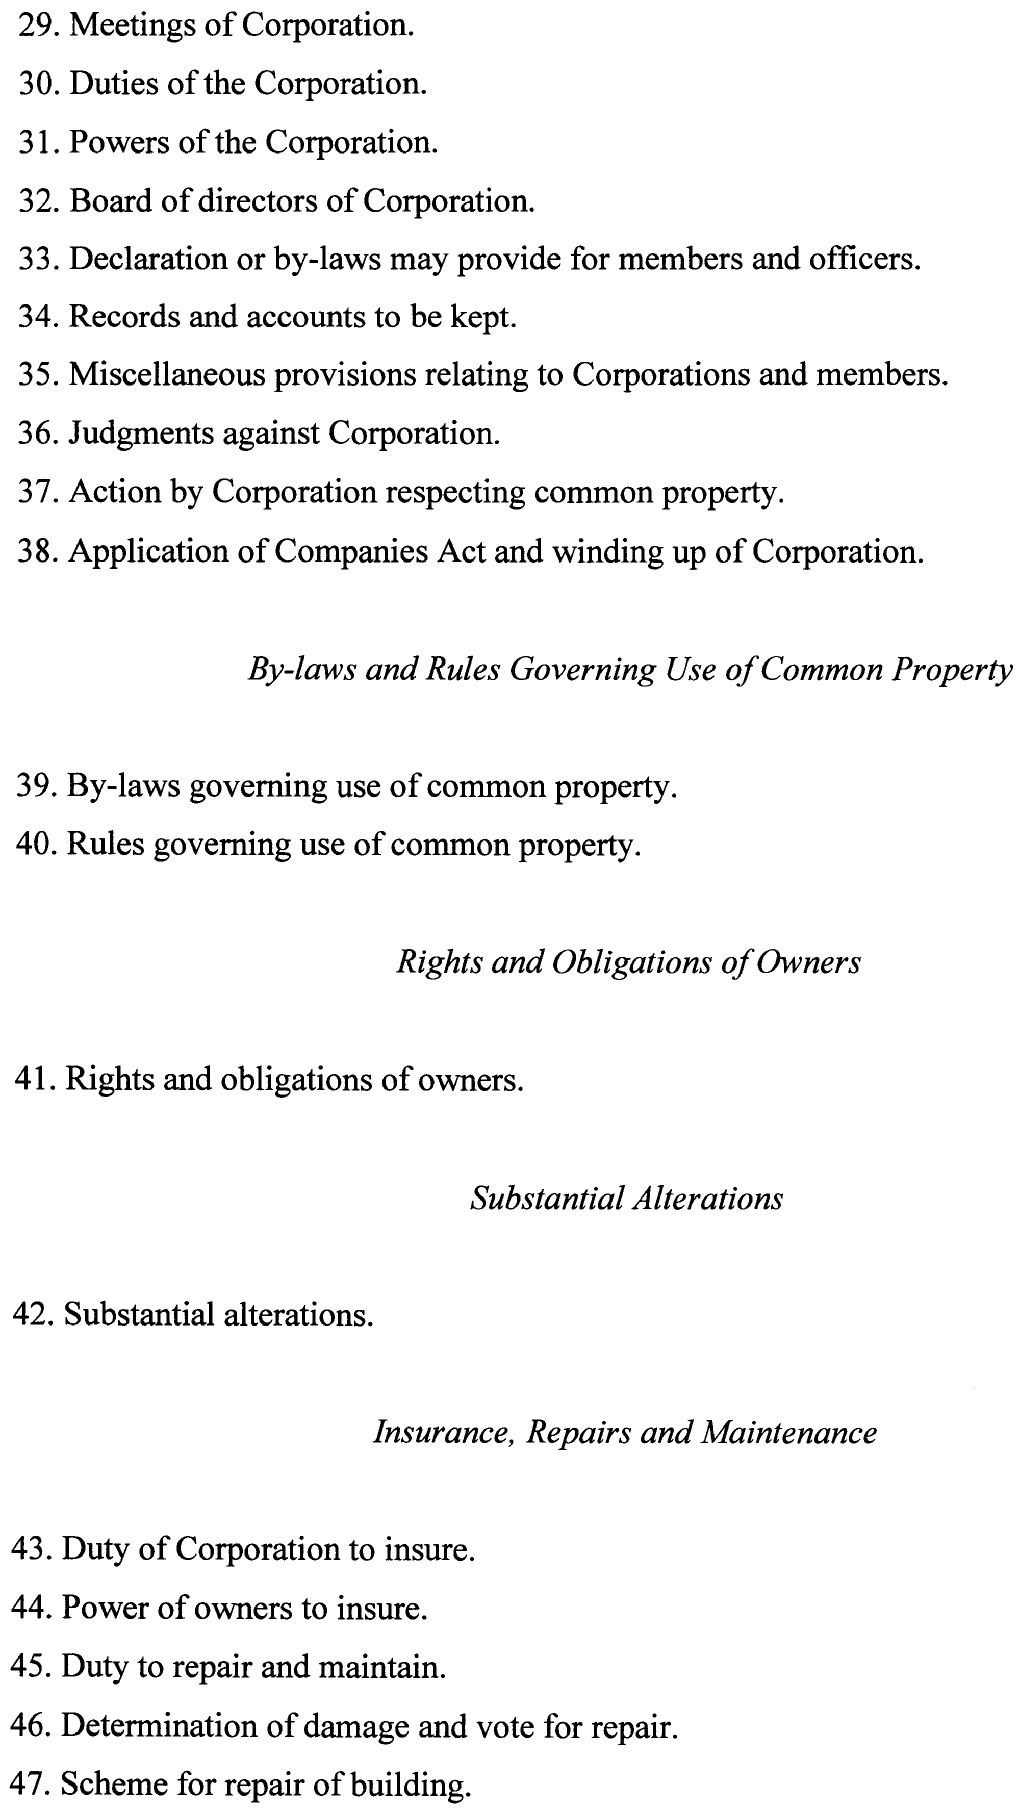 29. Meetings of Corporation.
30. Duties of the Corporation.
31. Powers of the Corporation.
32. Board of directors of Corporation.
33. Declaration or by-laws may provide for members and officers.
34. Records and accounts to be kept.
35. Miscellaneous provisions relating to Corporations and members.
36. Judgments against Corporation.
37. Action by Corporation respecting common property.
38. Application of Companies Act and winding up of Corporation.
By-laws and Rules Governing Use of Common Property
39. By-laws governing use of common property.
40. Rules governing use of common property.
Rights and Obligations of Owners
41. Rights and obligations of owners.
Substantial Alterations
42. Substantial alterations.
Insurance, Repairs and Maintenance
43. Duty of Corporation to insure.
44. Power of owners to insure.
45. Duty to repair and maintain.
46. Determination of damage and vote for repair.
47. Scheme for repair of building.